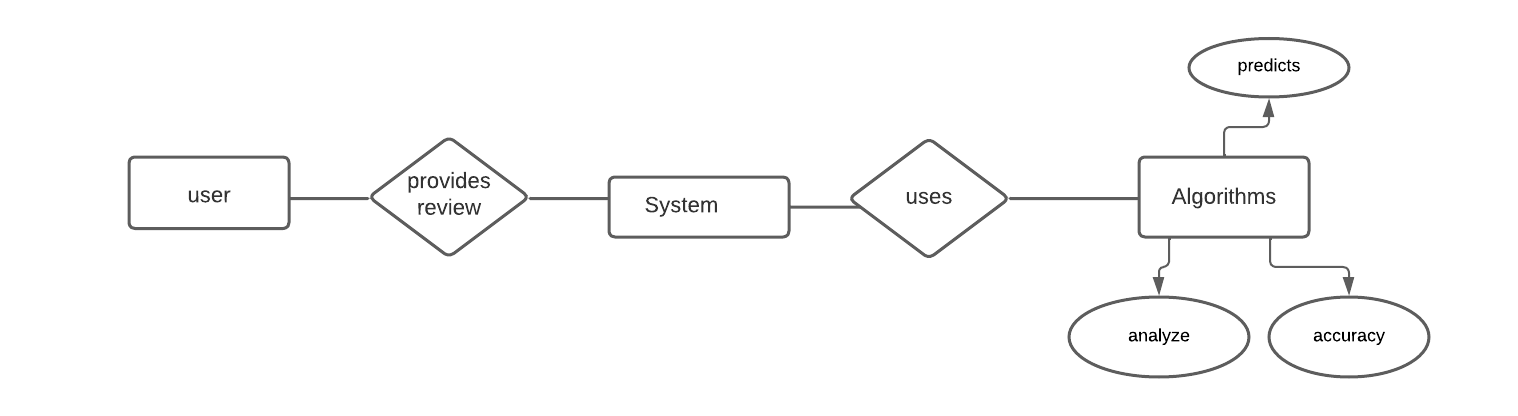 predicts
user
provides
review
System
uses
Algorithms
analyze
accuracy